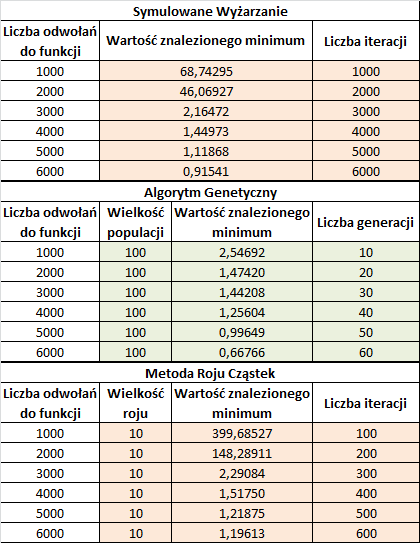 Symulowane Wyżarzanie
Liczba odwołań do funkcji Wartość znalezionego minimum Liczba iteracji
1000 68,74295 1000
2000 46,06927 2000
3000 2,16472 3000
4000 1,44973 4000
5000 1,11868 5000
6000 0,91541 6000
Algorytm Genetyczny
Liczba odwołań do funkcji Wielkość populacji Wartość znalezionego minimum Liczba generacji
1000 100 2,54692 10
2000 100 1,47420 20
3000 100 1,44208 30
4000 100 1,25604 40
5000 100 0,99649 50
6000 100 0,66766 60
Metoda Roju Cząstek
Liczba odwołań do funkcji Wielkość roju Wartość znalezionego minimum Liczba iteracji
1000 10 399,68527 100
2000 10 148,28911 200
3000 10 2,29084 300
4000 10 1,51750 400
5000 10 1,21875 500
6000 10 1,19613 600